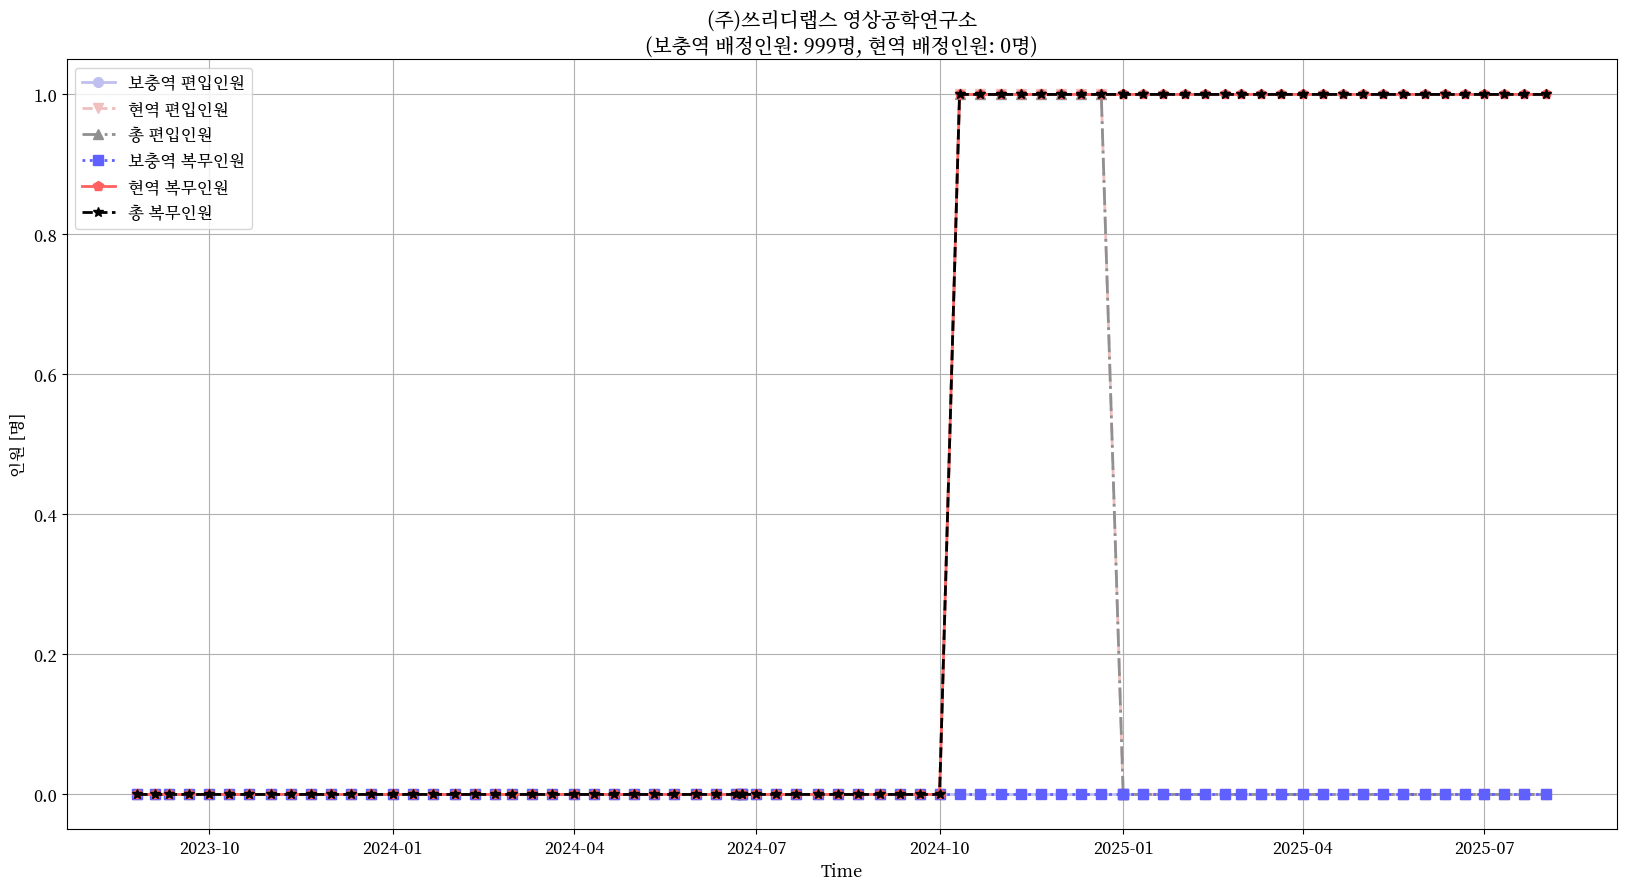 (주)쓰리디랩스 영상공학연구소
(보충역 배정인원: 999명, 현역 배정인원: 0명)
보충역 편입인원
현역 편입인원
총 편입인원
보충역 복무인원
현역 복무인원
총 복무인원
1.0
0.8
0.6
0.4
0.2
0.0
인원 [명]
2023-10
2024-01
2024-04
2024-07
2024-10
2025-01
2025-04
2025-07
Time